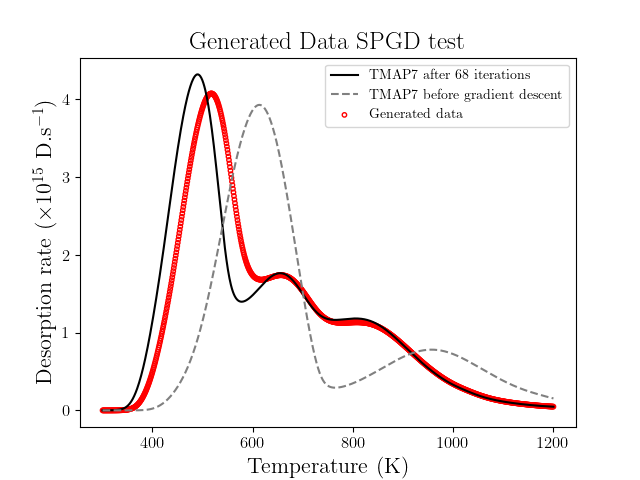 Generated Data SPGD test
TMAP7 after 68 iterations
TMAP7 before gradient descent
Generated data
Desorption rate (×10¹⁵ D.s⁻¹)
4
3
2
1
0
400 600 800 1000 1200
Temperature (K)